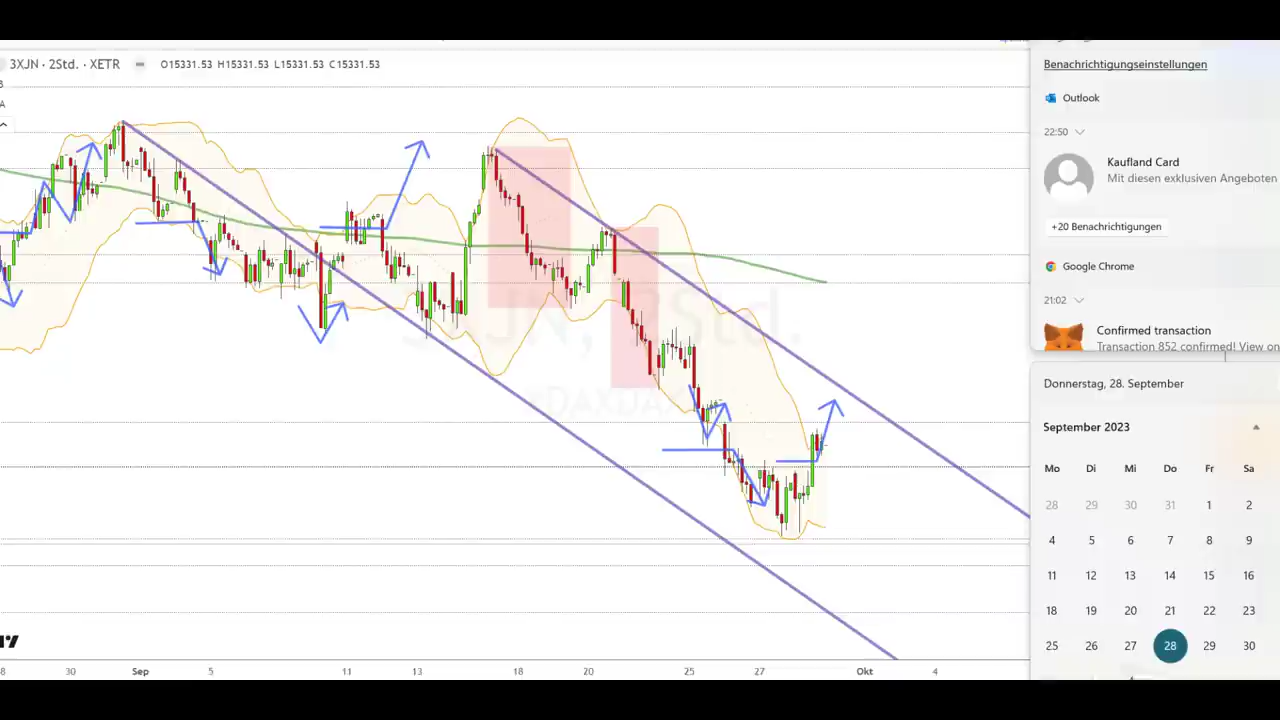 3XJN · 2Std. · XETR O15331.53 H15331.53 L15331.53 C15331.53
B
A
3XJN, 2Std.
@DAXDAX
8 30 Sep 5 11 13 18 20 25 27 Okt 4
Benachrichtigungseinstellungen
Outlook
22:50
Kaufland Card
Mit diesen exklusiven Angeboten
+20 Benachrichtigungen
Google Chrome
21:02
Confirmed transaction
Transaction 852 confirmed! View on
Donnerstag, 28. September
September 2023
Mo Di Mi Do Fr Sa
28 29 30 31 1 2
4 5 6 7 8 9
11 12 13 14 15 16
18 19 20 21 22 23
25 26 27 28 29 30